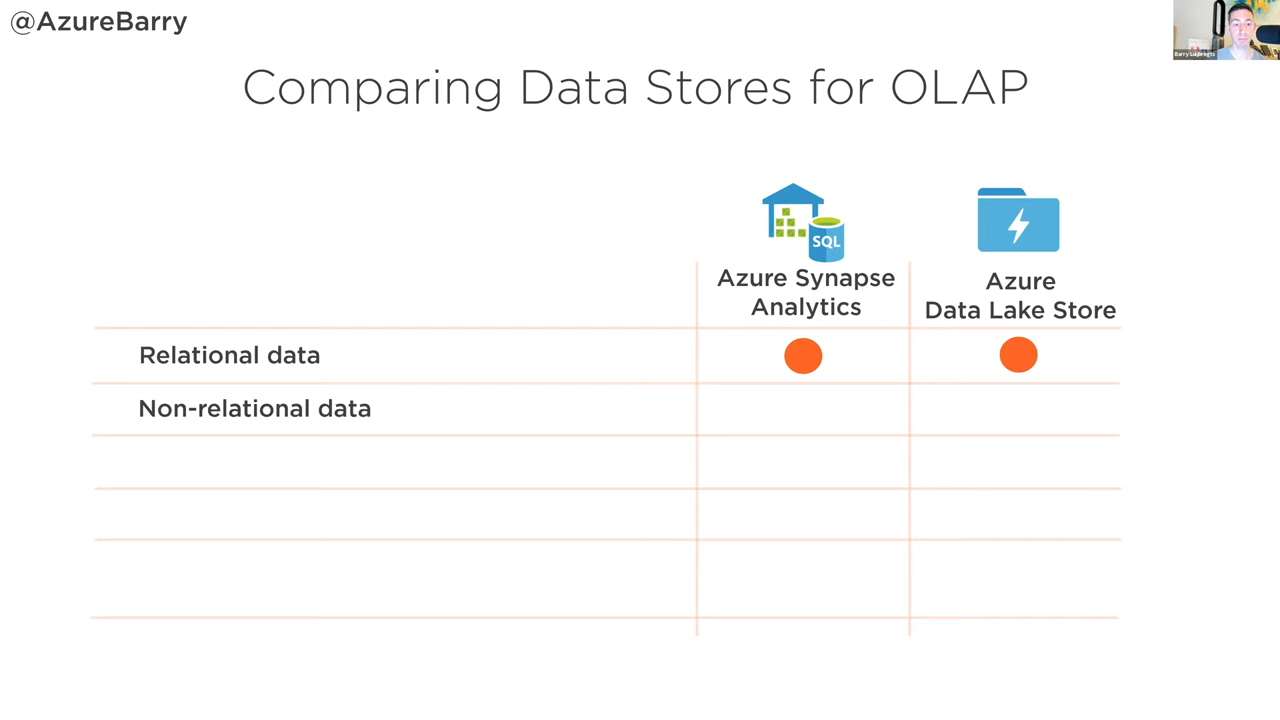 @AzureBarry
Comparing Data Stores for OLAP
SQL
Azure Synapse
Analytics
Azure
Data Lake Store
Relational data
Non-relational data